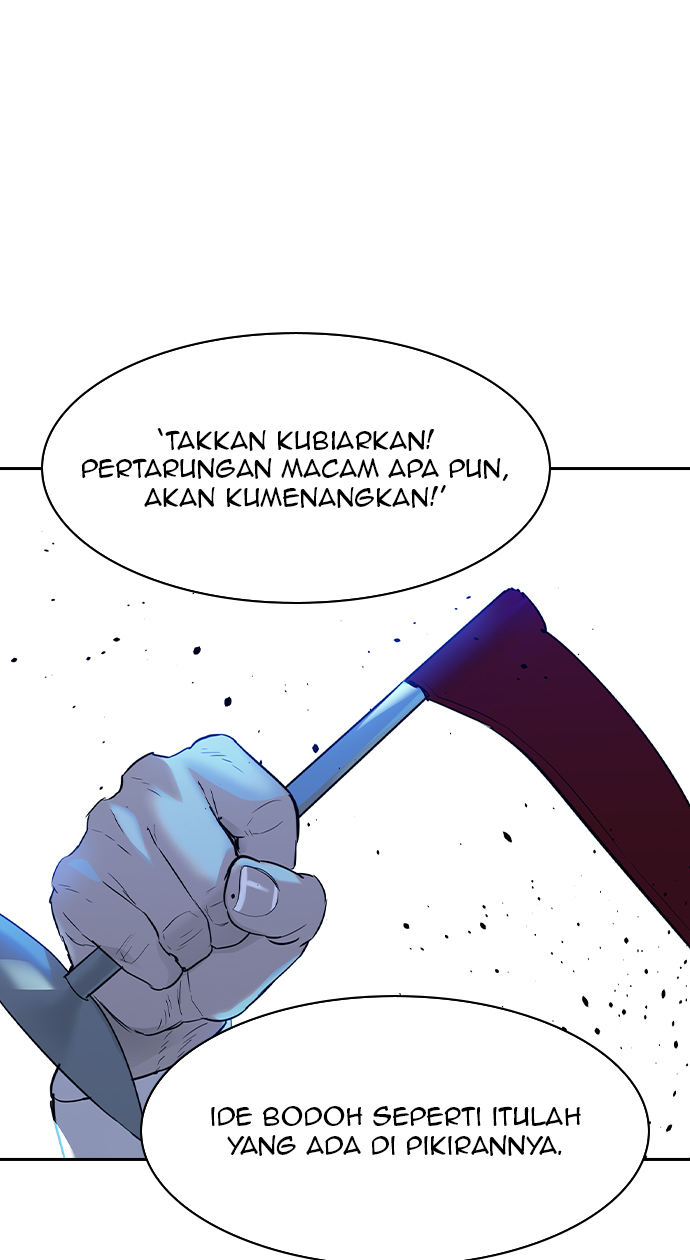 'TAKKAN KUBIARKAN!
PERTARUNGAN MACAM APA PUN,
AKAN KUMENANGKAN!'
IDE BODOH SEPERTI ITULAH
YANG ADA DI PIKIRANNYA.